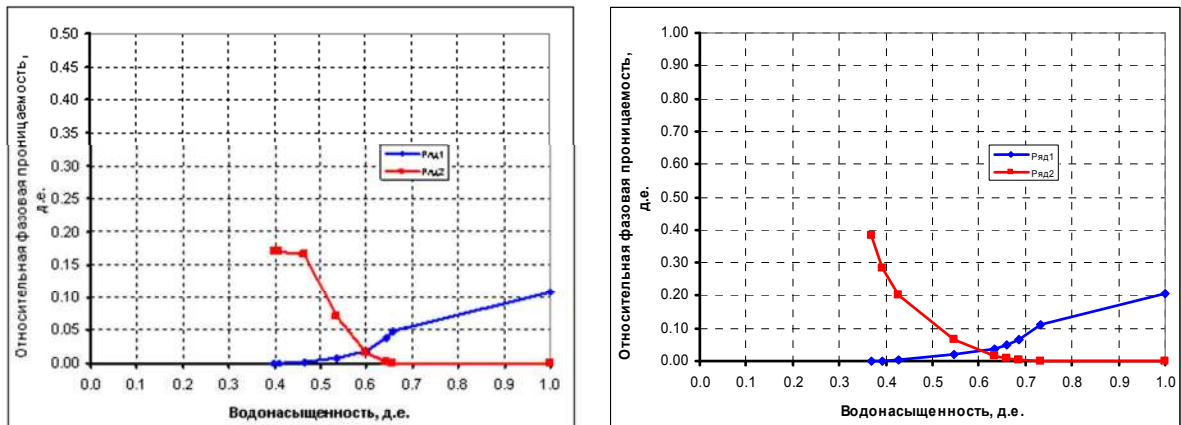 Относительная фазовая проницаемость,
д.е.
0.50
0.45
0.40
0.35
0.30
0.25
0.20
0.15
0.10
0.05
0.00
Ряд1
Ряд2
0.0 0.1 0.2 0.3 0.4 0.5 0.6 0.7 0.8 0.9 1.0
Водонасыщенность, д.е.
Относительная фазовая проницаемость,
д.е.
1.00
0.90
0.80
0.70
0.60
0.50
0.40
0.30
0.20
0.10
0.00
Ряд1
Ряд2
0.0 0.1 0.2 0.3 0.4 0.5 0.6 0.7 0.8 0.9 1.0
Водонасыщенность, д.е.